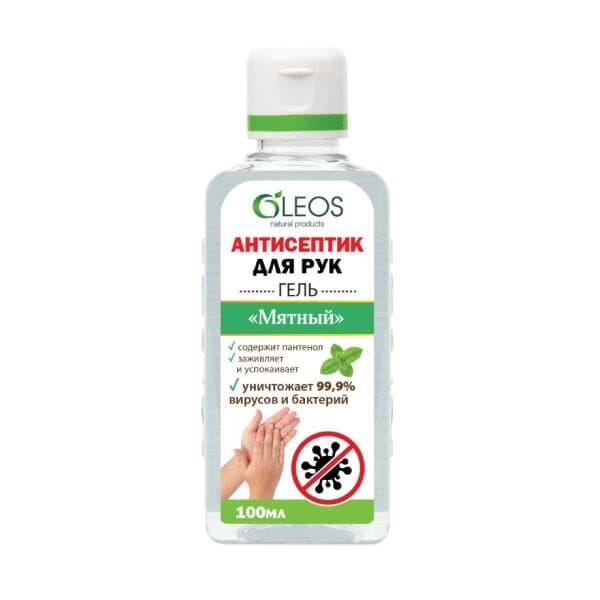 OLEOS
natural products
АНТИСЕПТИК
ДЛЯ РУК
ГЕЛЬ
«Мятный»
✓ содержит пантенол
✓ заживляет
и успокаивает
✓ уничтожает 99,9%
вирусов и бактерий
100мл